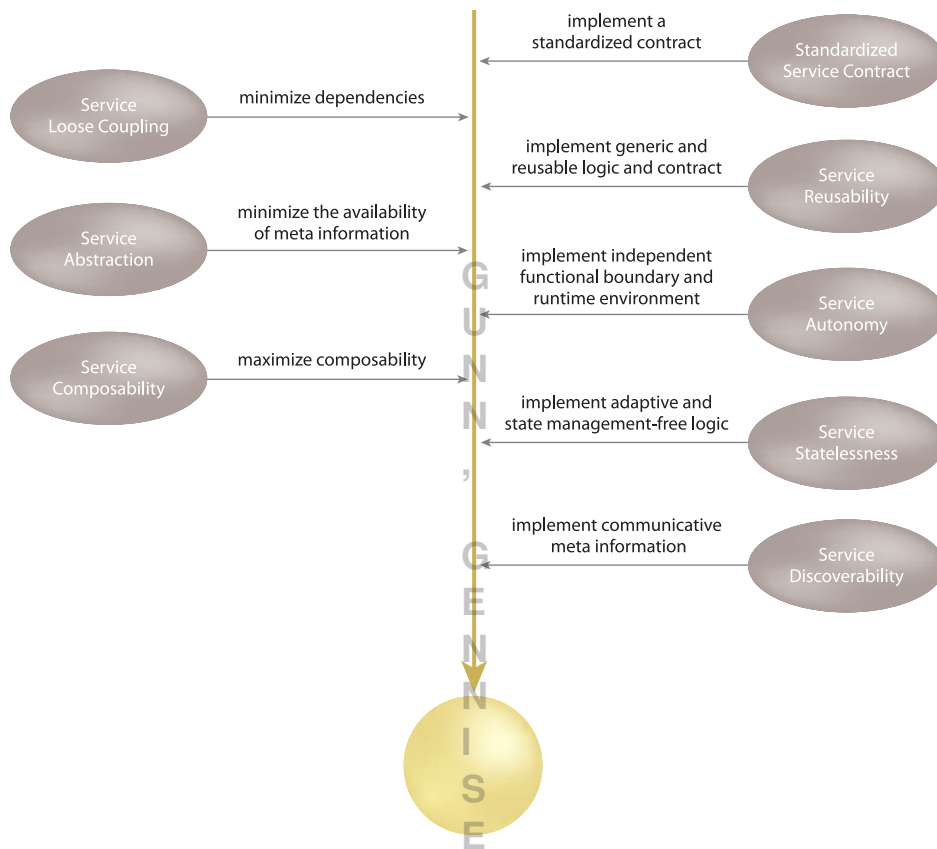 implement a
standardized contract
Standardized
Service Contract
Service
Loose Coupling
minimize dependencies
implement generic and
reusable logic and contract
Service
Reusability
Service
Abstraction
minimize the availability
of meta information
implement independent
functional boundary and
runtime environment
Service
Autonomy
Service
Composability
maximize composability
implement adaptive and
state management-free logic
Service
Statelessness
implement communicative
meta information
Service
Discoverability
GUNN, GENNISE